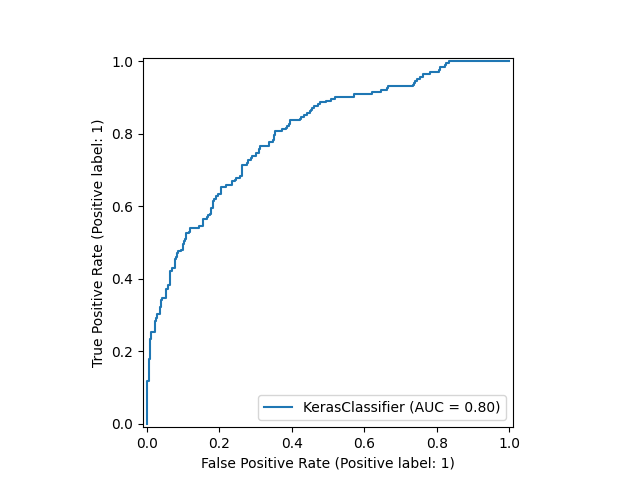 1.0
0.8
0.6
0.4
0.2
0.0
True Positive Rate (Positive label: 1)
KerasClassifier (AUC = 0.80)
0.0 0.2 0.4 0.6 0.8 1.0
False Positive Rate (Positive label: 1)